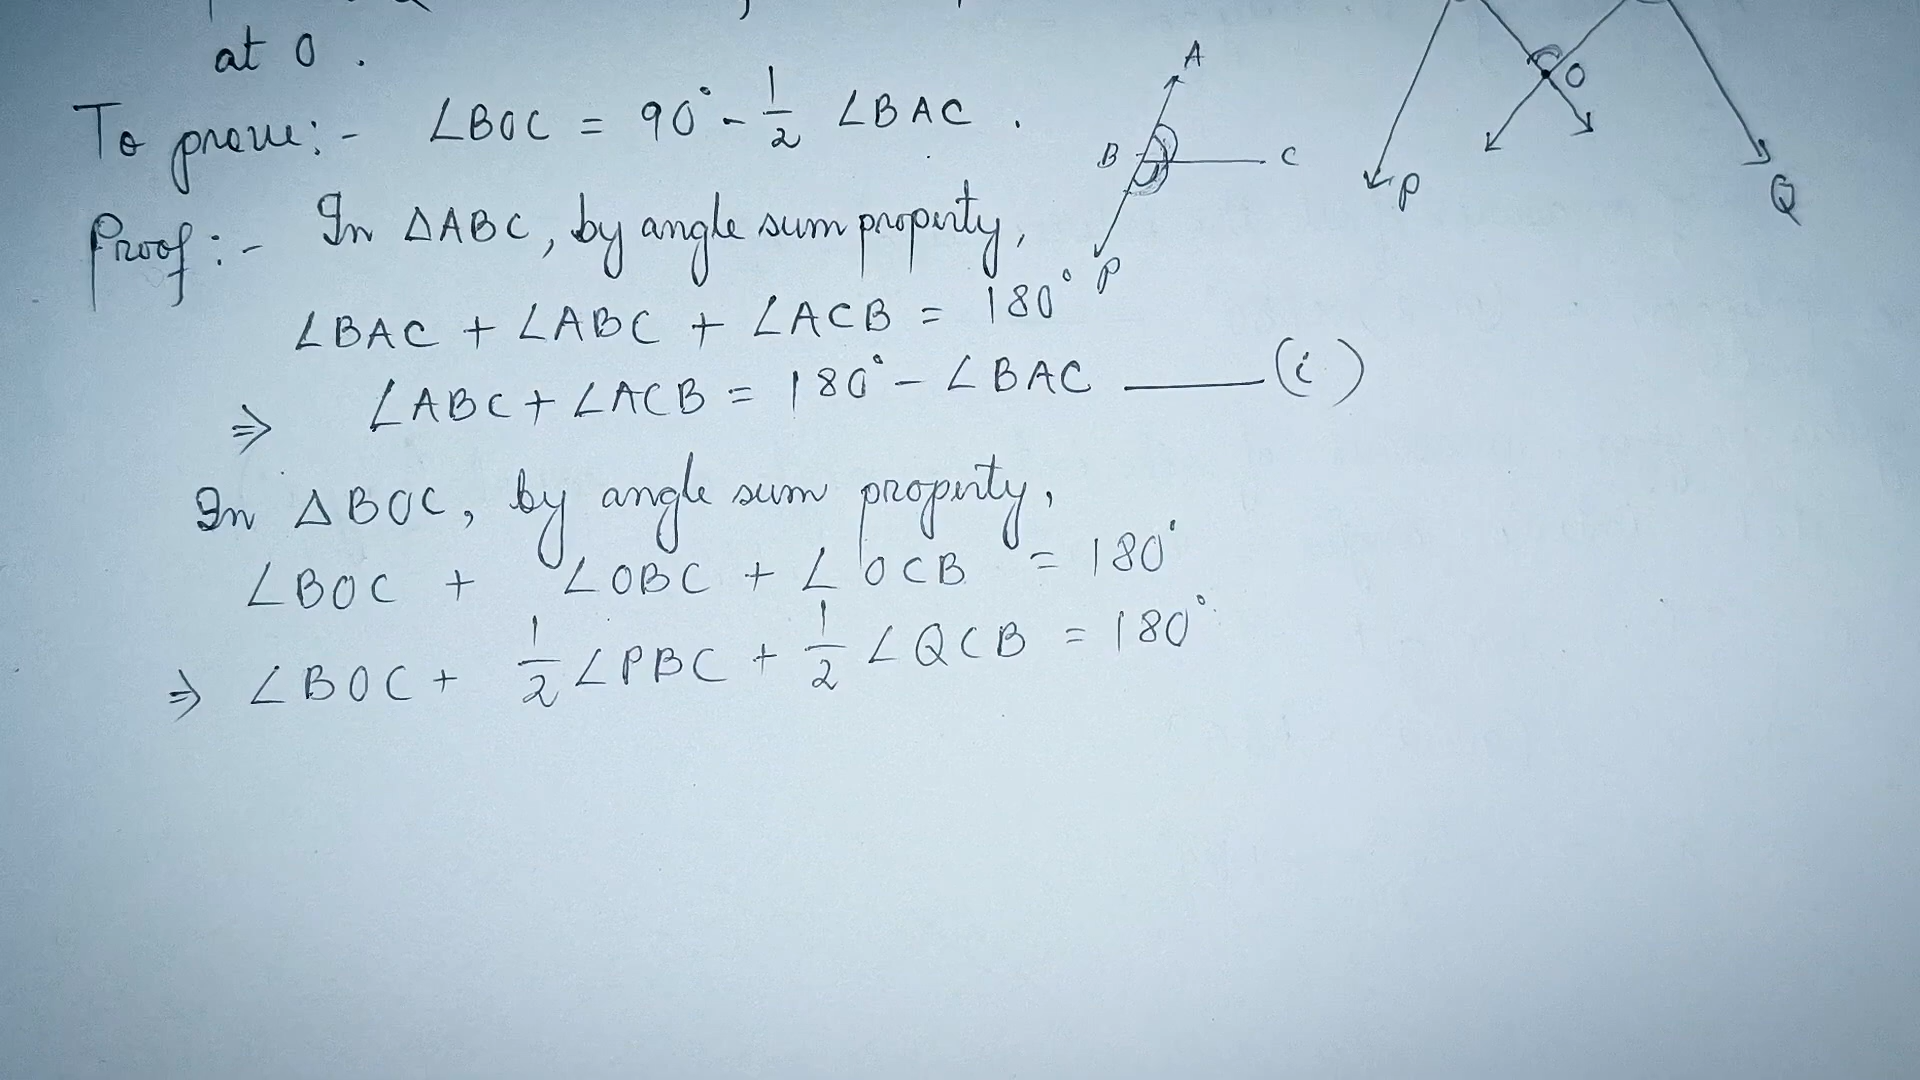 at O .
To prove:- ∠BOC = 90° - 1/2 ∠BAC .
Proof:- In ΔABC, by angle sum property,
∠BAC + ∠ABC + ∠ACB = 180°
⇒ ∠ABC + ∠ACB = 180° - ∠BAC —— (i)
In ΔBOC, by angle sum property,
∠BOC + ∠OBC + ∠OCB = 180°
⇒ ∠BOC + 1/2 ∠PBC + 1/2 ∠QCB = 180°
A
B
C
P
O
P
Q